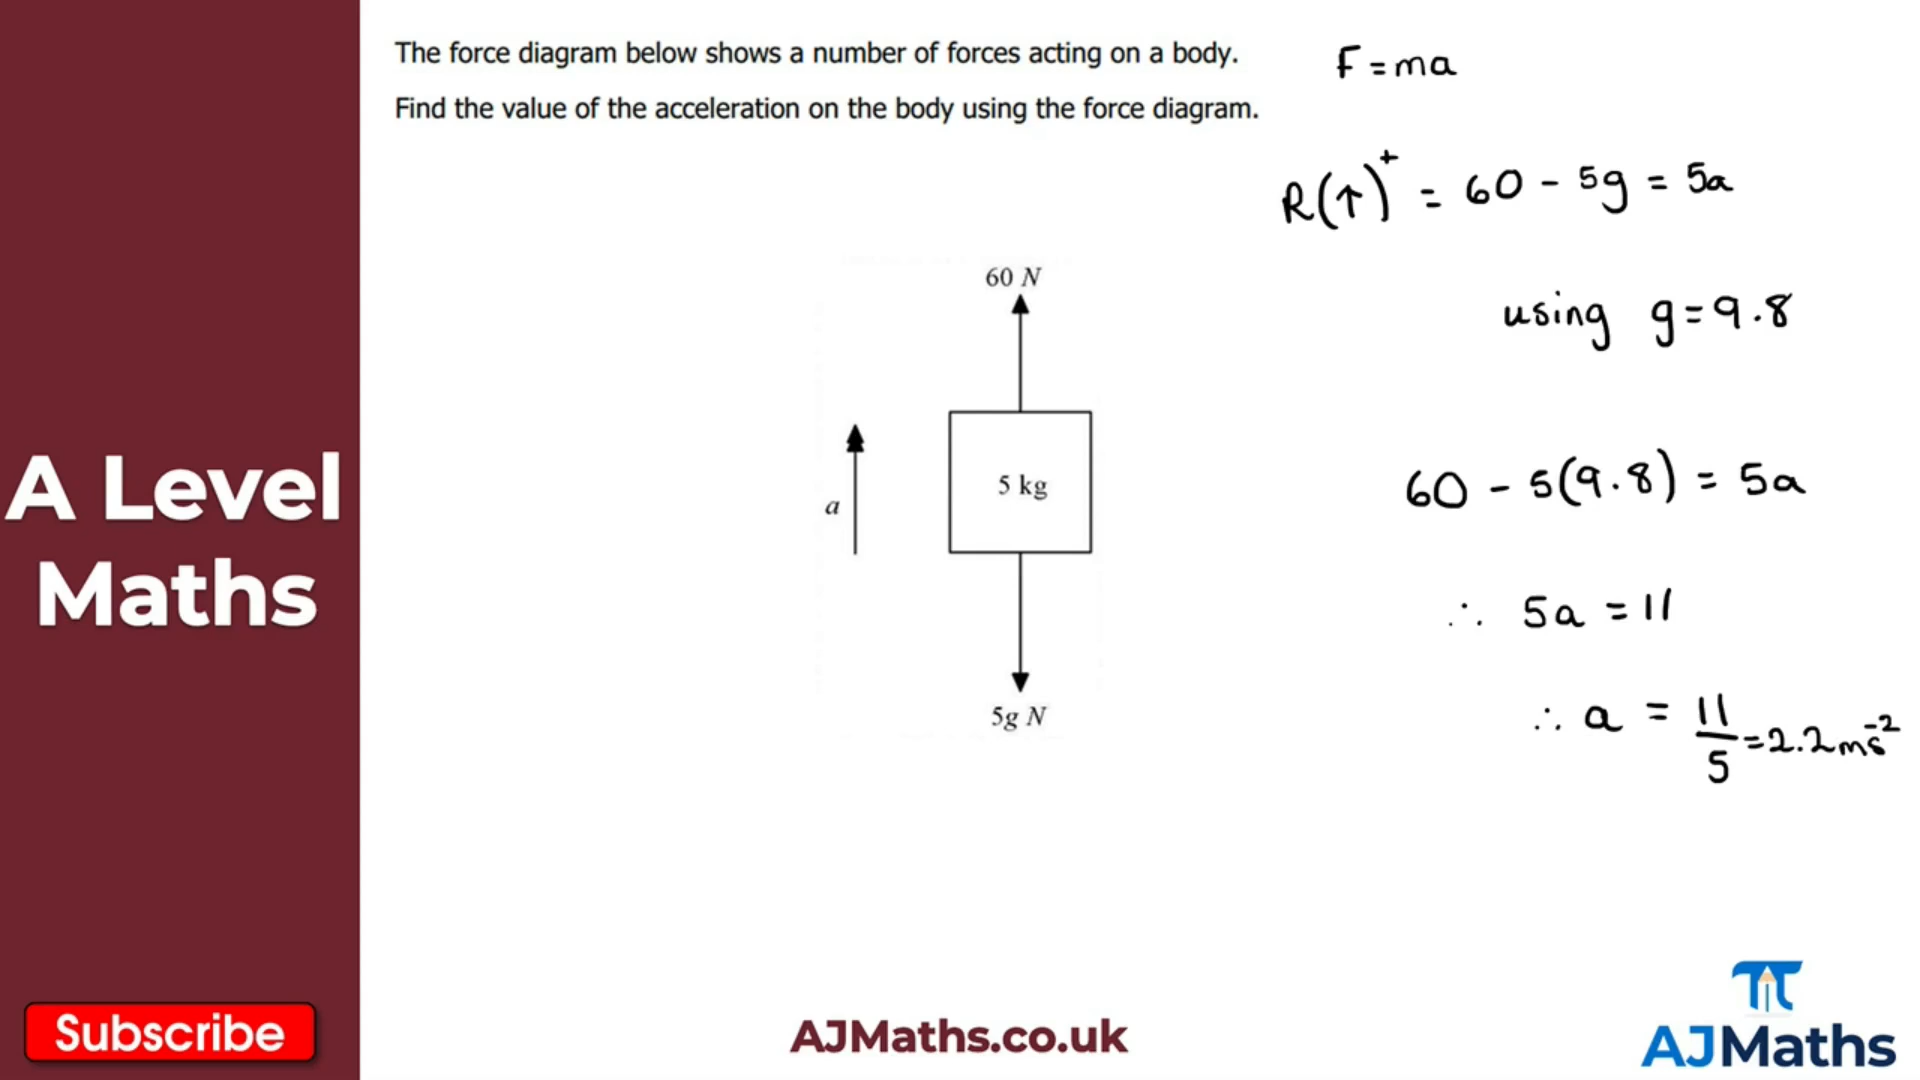 The force diagram below shows a number of forces acting on a body.
Find the value of the acceleration on the body using the force diagram.
F = ma
R(↑)⁺ = 60 - 5g = 5a
using g = 9.8
60 - 5(9.8) = 5a
∴ 5a = 11
∴ a = 11/5 = 2.2 ms⁻²
60 N
a
5 kg
5g N
A Level
Maths
Subscribe
AJMaths.co.uk
AJMaths